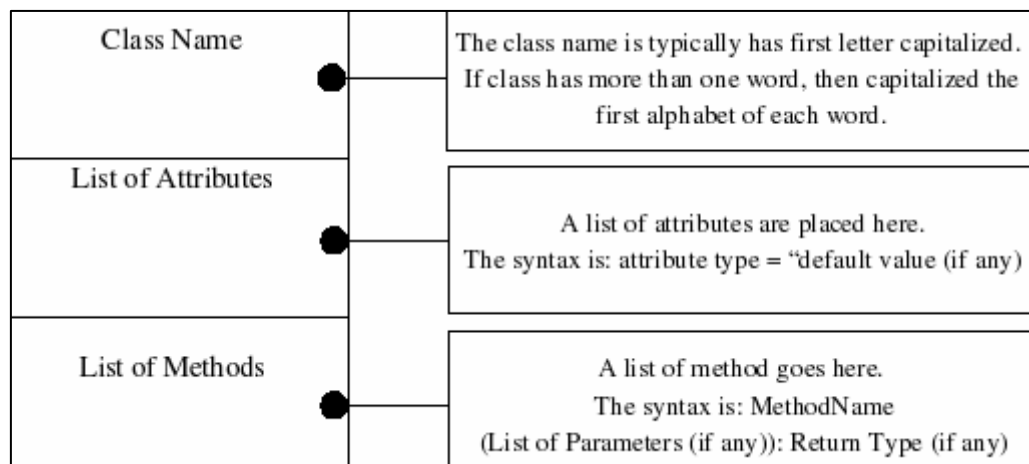 Class Name
The class name is typically has first letter capitalized.
If class has more than one word, then capitalized the
first alphabet of each word.
List of Attributes
A list of attributes are placed here.
The syntax is: attribute type = “default value (if any)
List of Methods
A list of method goes here.
The syntax is: MethodName
(List of Parameters (if any)): Return Type (if any)